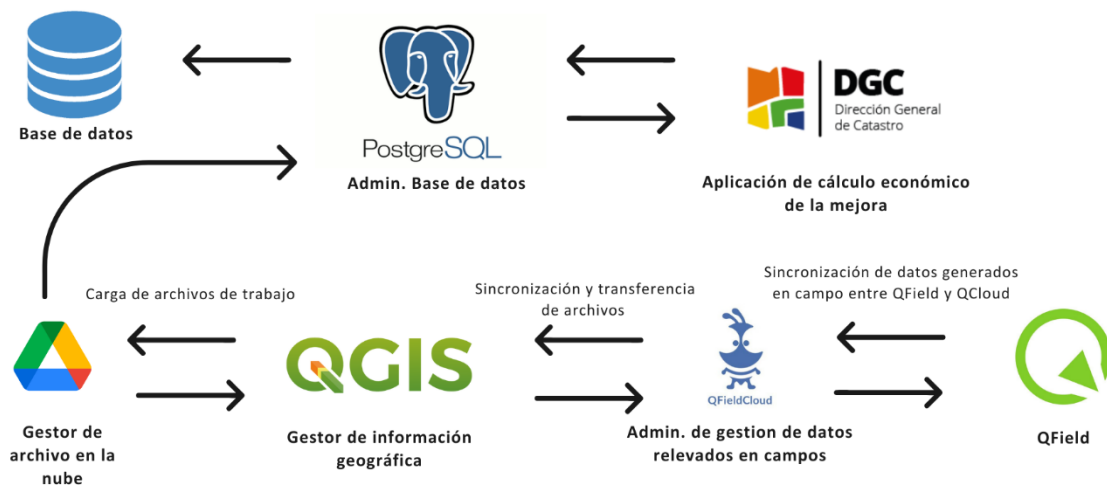 Base de datos
PostgreSQL
Admin. Base de datos
DGC
Dirección General
de Catastro
Aplicación de cálculo económico
de la mejora
Carga de archivos de trabajo
Sincronización y transferencia
de archivos
Sincronización de datos generados
en campo entre QField y QCloud
QGIS
QFieldCloud
Gestor de
archivo en la
nube
Gestor de información
geográfica
Admin. de gestion de datos
relevados en campos
QField